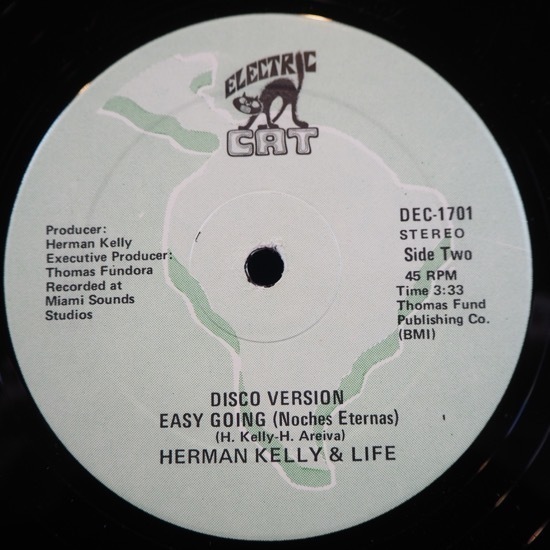 ELECTRIC
CAT
Producer:
Herman Kelly
Executive Producer:
Thomas Fundora
Recorded at
Miami Sounds
Studios
DEC-1701
STEREO
Side Two
45 RPM
Time 3:33
Thomas Fund
Publishing Co.
(BMI)
DISCO VERSION
EASY GOING (Noches Eternas)
(H. Kelly-H. Areiva)
HERMAN KELLY & LIFE